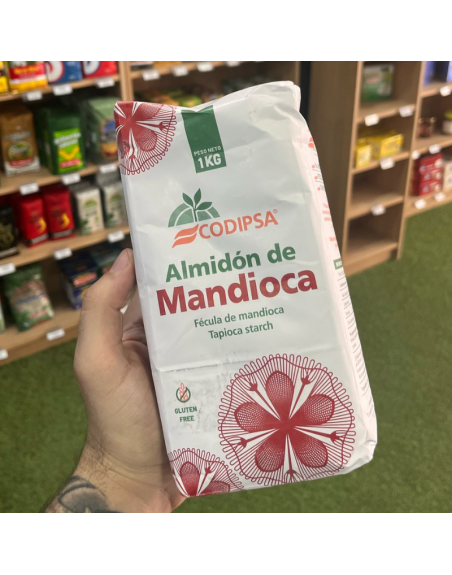 PESO NETO
1KG
CODIPSA®
Almidón de
Mandioca
Fécula de mandioca
Tapioca starch
GLUTEN
FREE